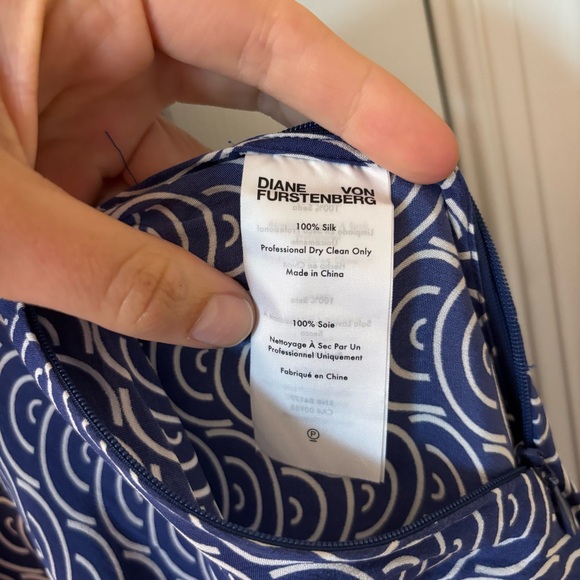 DIANE VON
FURSTENBERG
100% Silk
Professional Dry Clean Only
Made in China
100% Soie
Nettoyage À Sec Par Un
Professionel Uniquement
Fabriqué en Chine
P